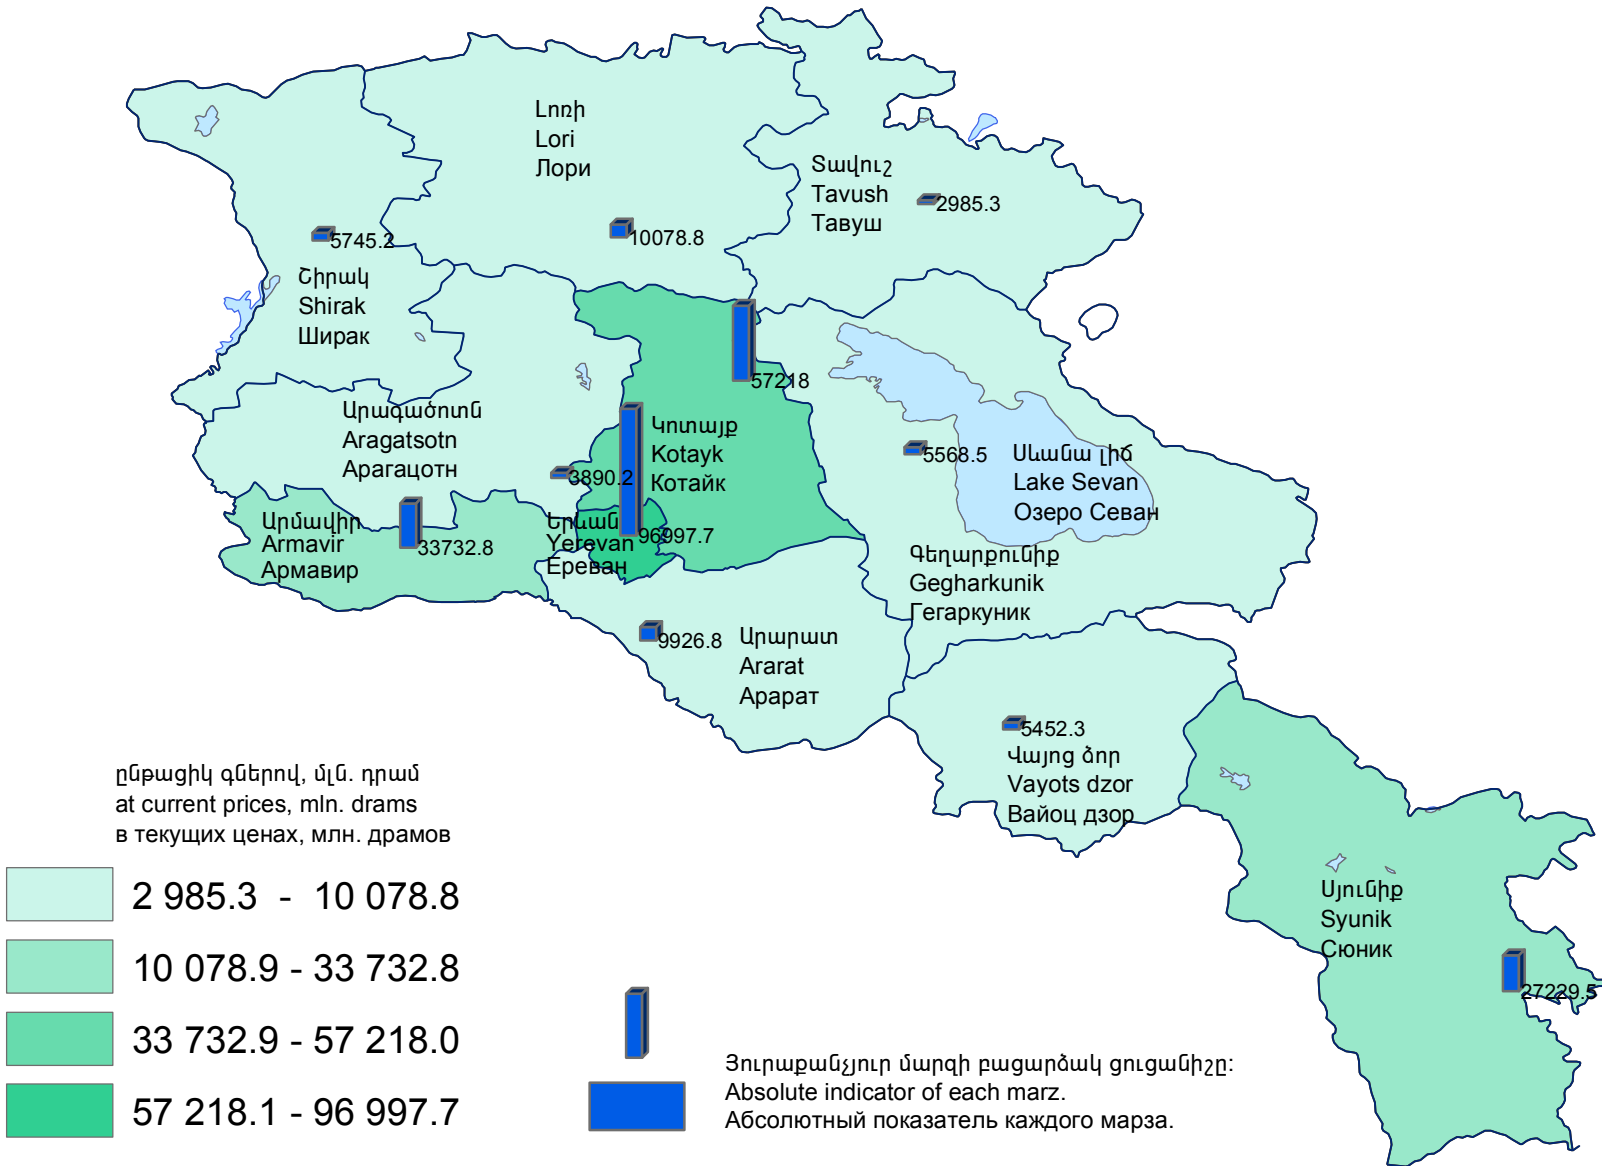 Լոռի
Lori
Лори
Տավուշ
Tavush
Тавуш
2985.3
5745.2
10078.8
Շիրակ
Shirak
Ширак
57218
Արագածոտն
Aragatsotn
Арагацотн
Կոտայք
Kotayk
Котайк
5568.5
Սևանա լիճ
Lake Sevan
Озеро Севан
3890.2
Արմավիր
Armavir
Армавир
33732.8
Երևան
Yerevan
Ереван
96997.7
Գեղարքունիք
Gegharkunik
Гегаркуник
9926.8
Արարատ
Ararat
Арарат
5452.3
Վայոց ձոր
Vayots dzor
Вайоц дзор
Սյունիք
Syunik
Сюник
27229.5
ընթացիկ գներով, մլն. դրամ
at current prices, mln. drams
в текущих ценах, млн. драмов
2 985.3 - 10 078.8
10 078.9 - 33 732.8
33 732.9 - 57 218.0
57 218.1 - 96 997.7
Յուրաքանչյուր մարզի բացարձակ ցուցանիշը:
Absolute indicator of each marz.
Абсолютный показатель каждого марза.